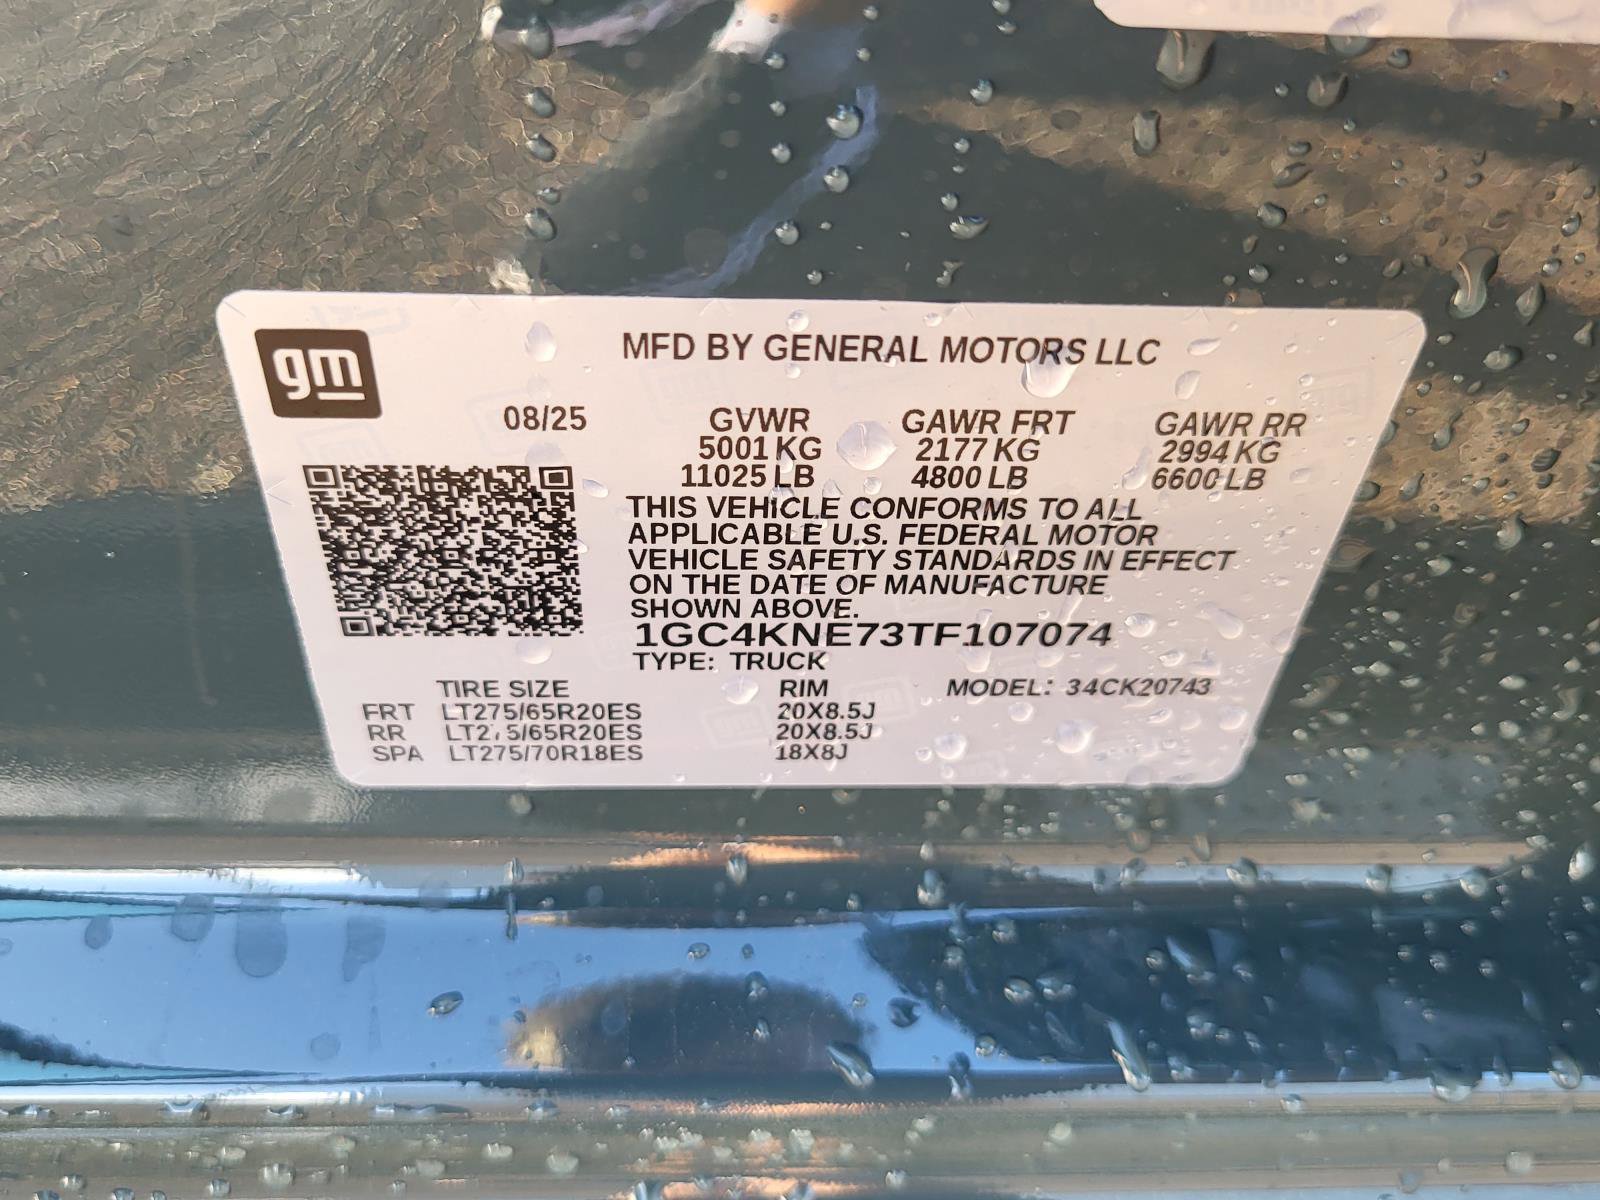 gm
MFD BY GENERAL MOTORS LLC
08/25 GVWR GAWR FRT GAWR RR
5001 KG 2177 KG 2994 KG
11025 LB 4800 LB 6600 LB
THIS VEHICLE CONFORMS TO ALL
APPLICABLE U.S. FEDERAL MOTOR
VEHICLE SAFETY STANDARDS IN EFFECT
ON THE DATE OF MANUFACTURE
SHOWN ABOVE.
1GC4KNE73TF107074
TYPE: TRUCK
TIRE SIZE RIM MODEL: 34CK20743
FRT LT275/65R20ES 20X8.5J
RR LT275/65R20ES 20X8.5J
SPA LT275/70R18ES 18X8J